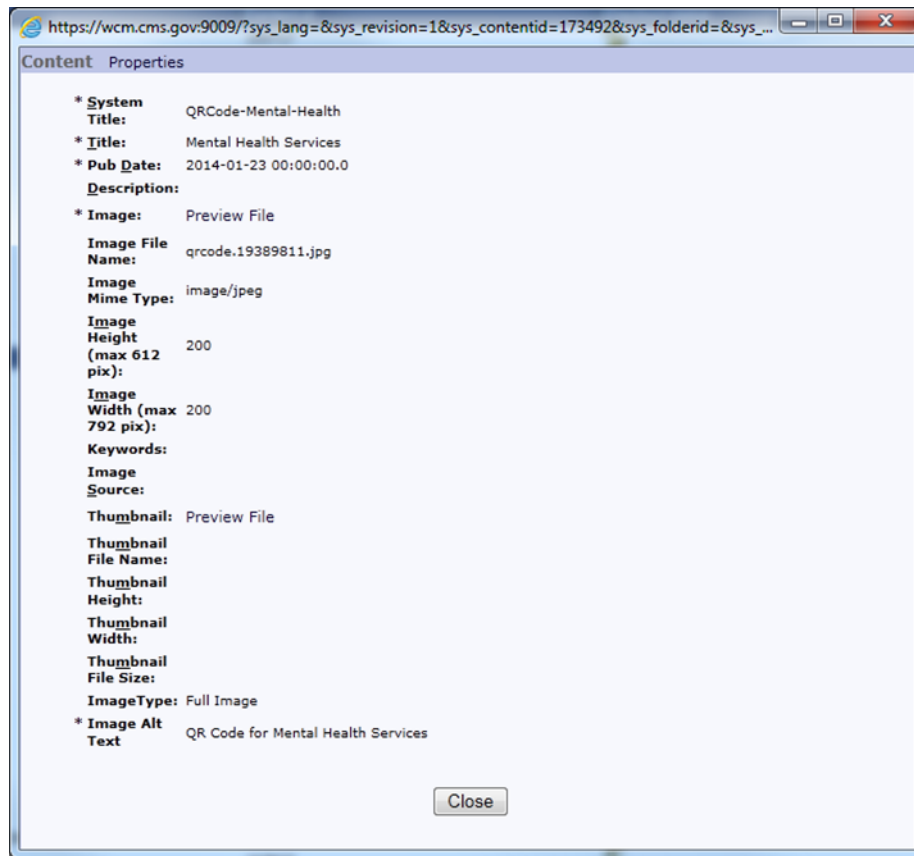 https://wcm.cms.gov:9009/?sys_lang=&sys_revision=1&sys_contentid=173492&sys_folderid=&sys_...
Content Properties
* System Title: QRCode-Mental-Health
* Title: Mental Health Services
* Pub Date: 2014-01-23 00:00:00.0
Description:
* Image: Preview File
Image File Name: qrcode.19389811.jpg
Image Mime Type: image/jpeg
Image Height (max 612 pix): 200
Image Width (max 792 pix): 200
Keywords:
Image Source:
Thumbnail: Preview File
Thumbnail File Name:
Thumbnail Height:
Thumbnail Width:
Thumbnail File Size:
ImageType: Full Image
* Image Alt Text QR Code for Mental Health Services
Close